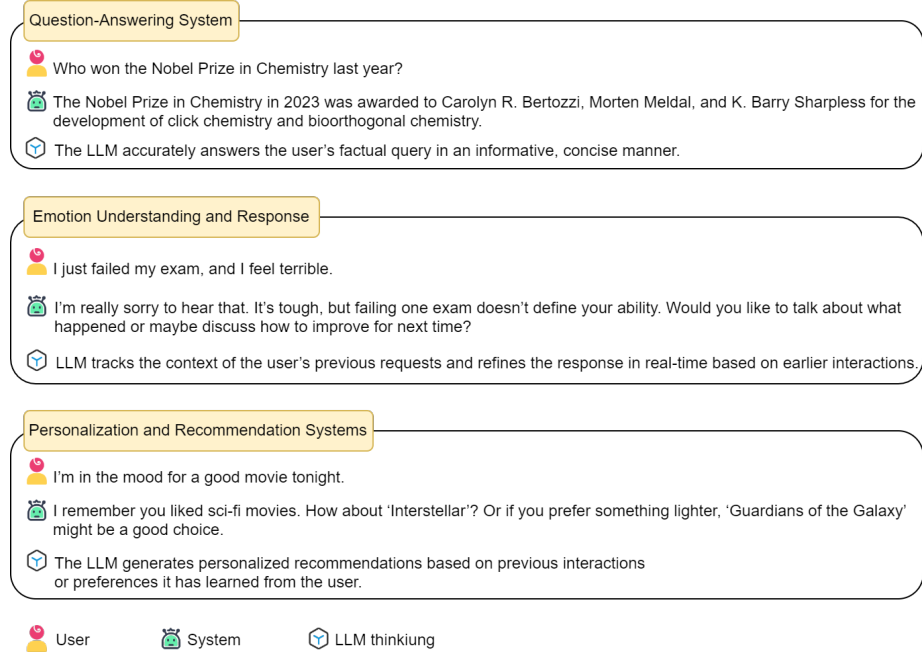 Question-Answering System
Who won the Nobel Prize in Chemistry last year?
The Nobel Prize in Chemistry in 2023 was awarded to Carolyn R. Bertozzi, Morten Meldal, and K. Barry Sharpless for the
development of click chemistry and bioorthogonal chemistry.
The LLM accurately answers the user’s factual query in an informative, concise manner.
Emotion Understanding and Response
I just failed my exam, and I feel terrible.
I’m really sorry to hear that. It’s tough, but failing one exam doesn’t define your ability. Would you like to talk about what
happened or maybe discuss how to improve for next time?
LLM tracks the context of the user’s previous requests and refines the response in real-time based on earlier interactions.
Personalization and Recommendation Systems
I’m in the mood for a good movie tonight.
I remember you liked sci-fi movies. How about ‘Interstellar’? Or if you prefer something lighter, ‘Guardians of the Galaxy’
might be a good choice.
The LLM generates personalized recommendations based on previous interactions
or preferences it has learned from the user.
User System LLM thinkiung